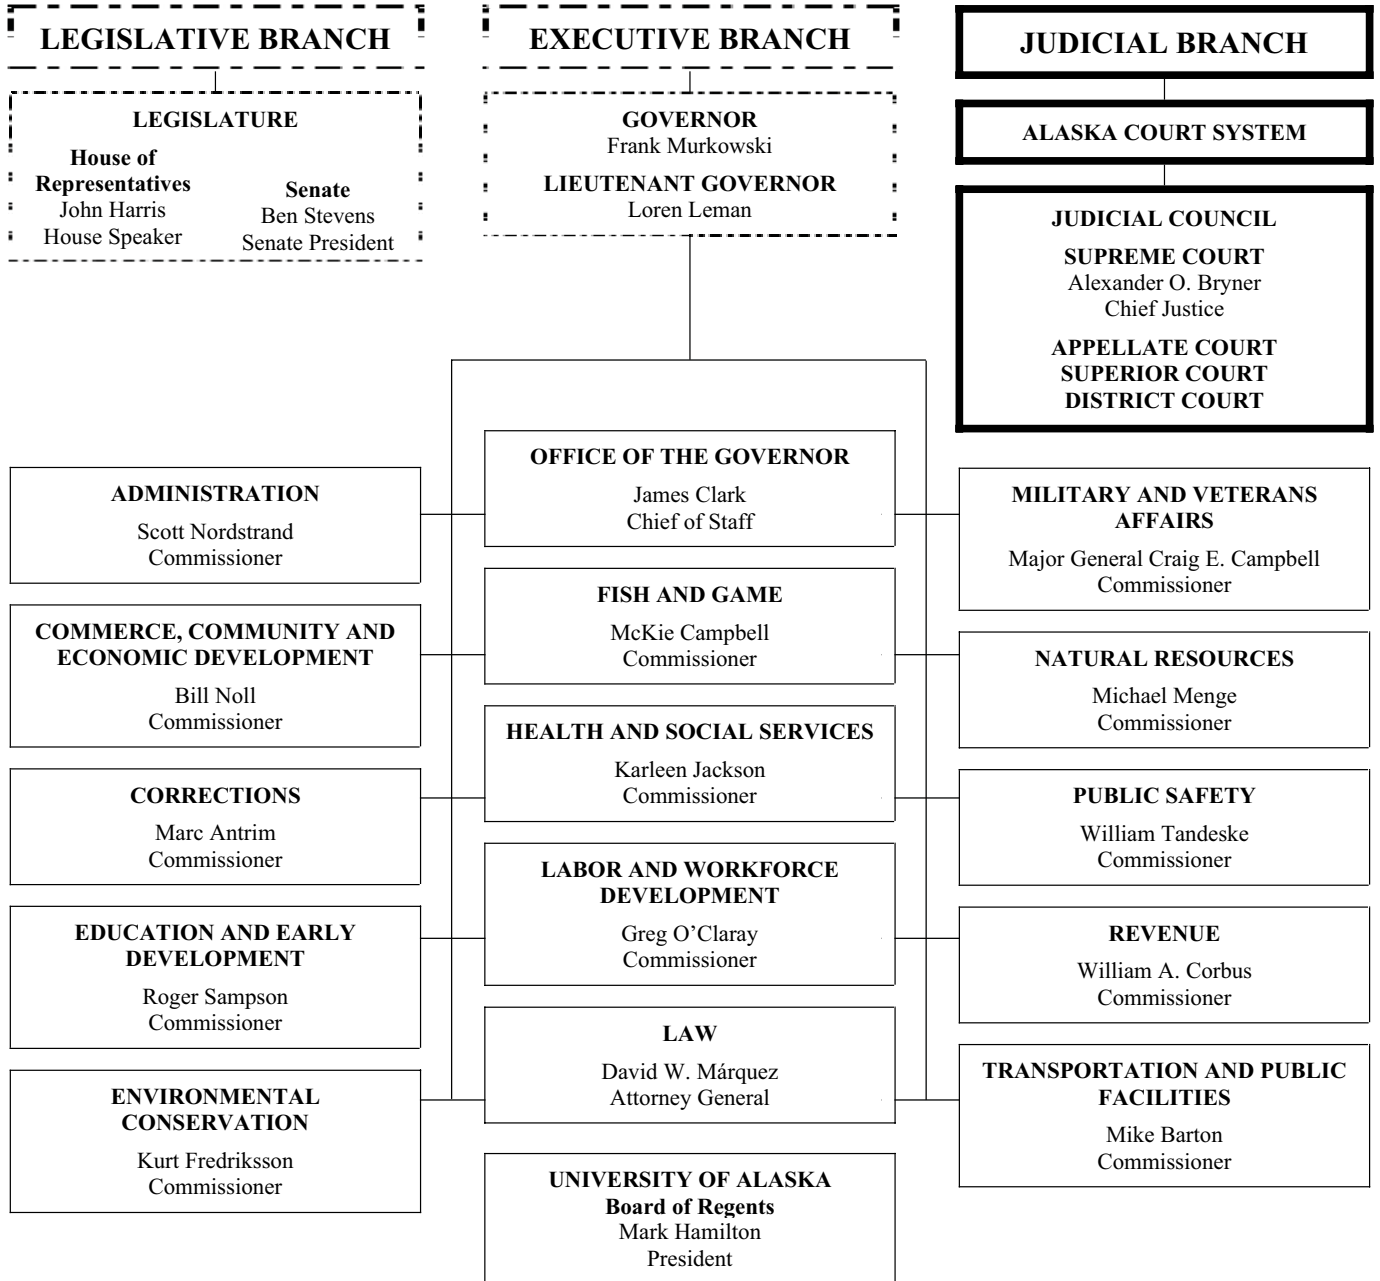 LEGISLATIVE BRANCH
LEGISLATURE
House of
Representatives
John Harris
House Speaker
Senate
Ben Stevens
Senate President
EXECUTIVE BRANCH
GOVERNOR
Frank Murkowski
LIEUTENANT GOVERNOR
Loren Leman
JUDICIAL BRANCH
ALASKA COURT SYSTEM
JUDICIAL COUNCIL
SUPREME COURT
Alexander O. Bryner
Chief Justice
APPELLATE COURT
SUPERIOR COURT
DISTRICT COURT
ADMINISTRATION
Scott Nordstrand
Commissioner
COMMERCE, COMMUNITY AND
ECONOMIC DEVELOPMENT
Bill Noll
Commissioner
CORRECTIONS
Marc Antrim
Commissioner
EDUCATION AND EARLY
DEVELOPMENT
Roger Sampson
Commissioner
ENVIRONMENTAL
CONSERVATION
Kurt Fredriksson
Commissioner
OFFICE OF THE GOVERNOR
James Clark
Chief of Staff
FISH AND GAME
McKie Campbell
Commissioner
HEALTH AND SOCIAL SERVICES
Karleen Jackson
Commissioner
LABOR AND WORKFORCE
DEVELOPMENT
Greg O’Claray
Commissioner
LAW
David W. Márquez
Attorney General
UNIVERSITY OF ALASKA
Board of Regents
Mark Hamilton
President
MILITARY AND VETERANS
AFFAIRS
Major General Craig E. Campbell
Commissioner
NATURAL RESOURCES
Michael Menge
Commissioner
PUBLIC SAFETY
William Tandeske
Commissioner
REVENUE
William A. Corbus
Commissioner
TRANSPORTATION AND PUBLIC
FACILITIES
Mike Barton
Commissioner